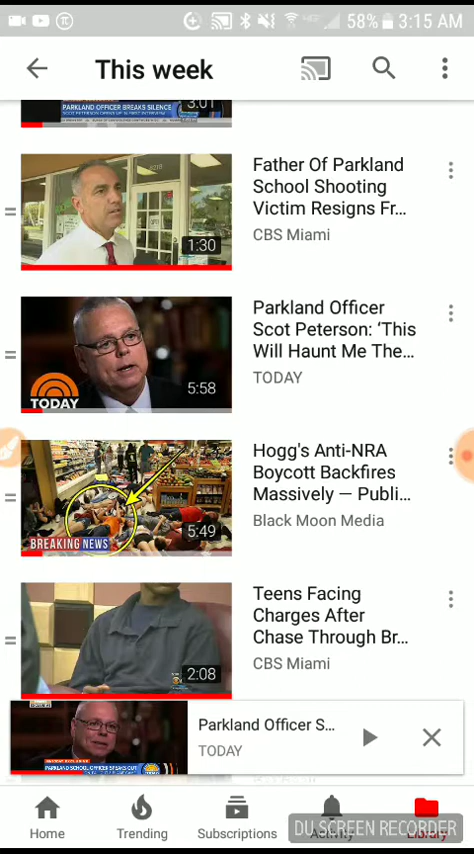 58% 3:15 AM
This week
PARKLAND OFFICER BREAKS SILENCE
3:01
Father Of Parkland
School Shooting
Victim Resigns Fr...
CBS Miami
1:30
Parkland Officer
Scot Peterson: ‘This
Will Haunt Me The...
TODAY
5:58
TODAY
Hogg's Anti-NRA
Boycott Backfires
Massively — Publi...
Black Moon Media
5:49
BREAKING NEWS
Teens Facing
Charges After
Chase Through Br...
CBS Miami
2:08
Parkland Officer S...
TODAY
PARKLAND SCHOOL OFFICER SPEAKS OUT
Home
Trending
Subscriptions
Activity
Library
DU SCREEN RECORDER